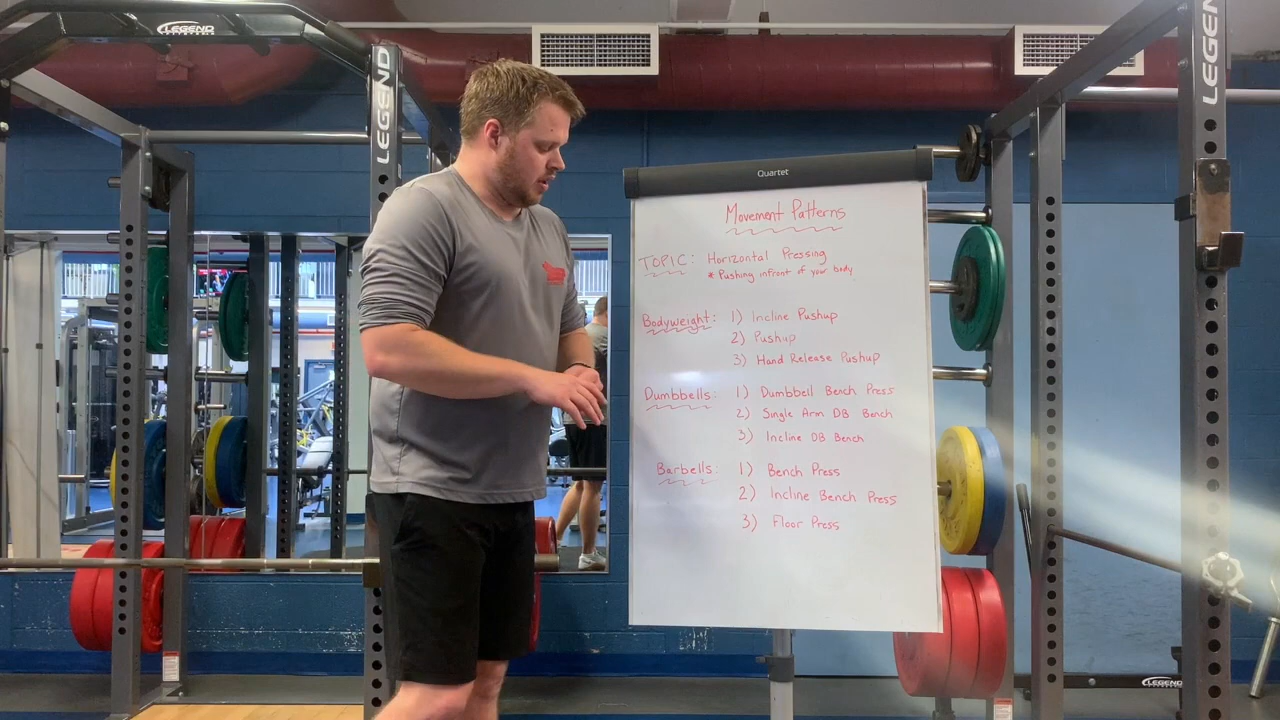 LEGEND
LEGEND
LEGEND
Quartet
Movement Patterns
TOPIC: Horizontal Pressing
* Pushing infront of your body
Bodyweight: 1) Incline Pushup
2) Pushup
3) Hand Release Pushup
Dumbbells: 1) Dumbbell Bench Press
2) Single Arm DB Bench
3) Incline DB Bench
Barbells: 1) Bench Press
2) Incline Bench Press
3) Floor Press
LEGEND